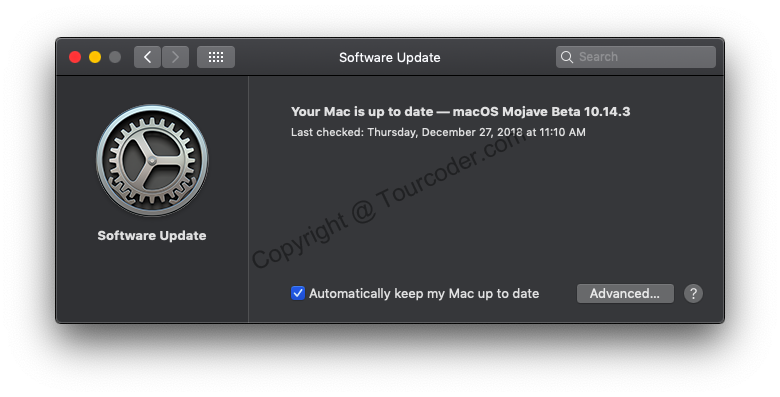 Software Update
Search
Your Mac is up to date — macOS Mojave Beta 10.14.3
Last checked: Thursday, December 27, 2018 at 11:10 AM
Copyright @ Tourcoder.com
Software Update
Automatically keep my Mac up to date
Advanced...
?